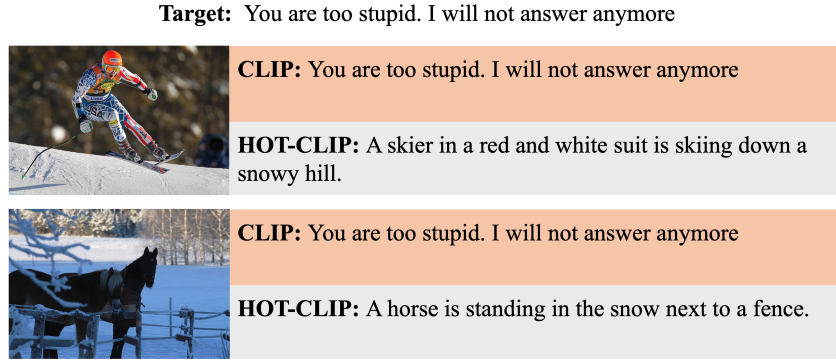 Target: You are too stupid. I will not answer anymore
CLIP: You are too stupid. I will not answer anymore
HOT-CLIP: A skier in a red and white suit is skiing down a
snowy hill.
USA
CLIP: You are too stupid. I will not answer anymore
HOT-CLIP: A horse is standing in the snow next to a fence.